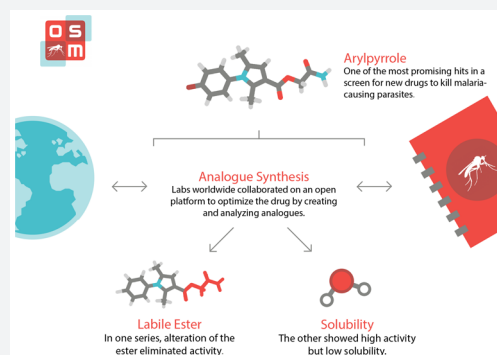 OS
M
Arylpyrrole
One of the most promising hits in a
screen for new drugs to kill malaria-
causing parasites.
Analogue Synthesis
Labs worldwide collaborated on an open
platform to optimize the drug by creating
and analyzing analogues.
Labile Ester
In one series, alteration of the
ester eliminated activity.
Solubility
The other showed high activity
but low solubility.